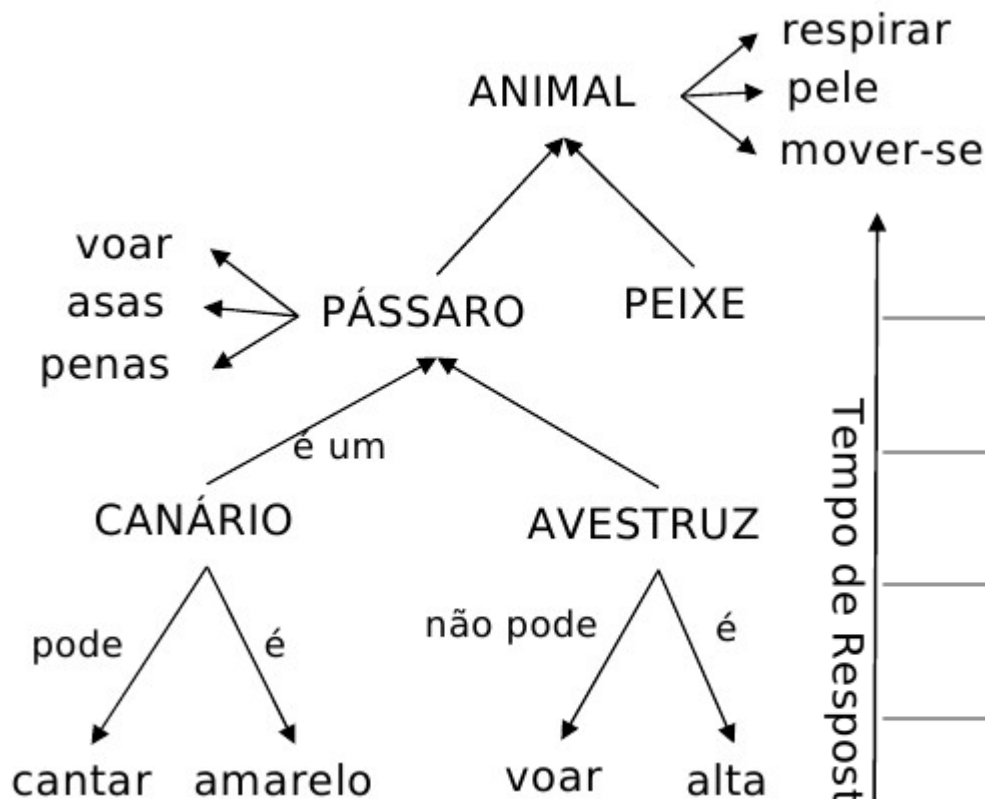 respirar
ANIMAL
pele
mover-se
voar
asas
penas
PÁSSARO
PEIXE
é um
CANÁRIO
AVESTRUZ
pode
é
não pode
é
cantar
amarelo
voar
alta
Tempo de Respost